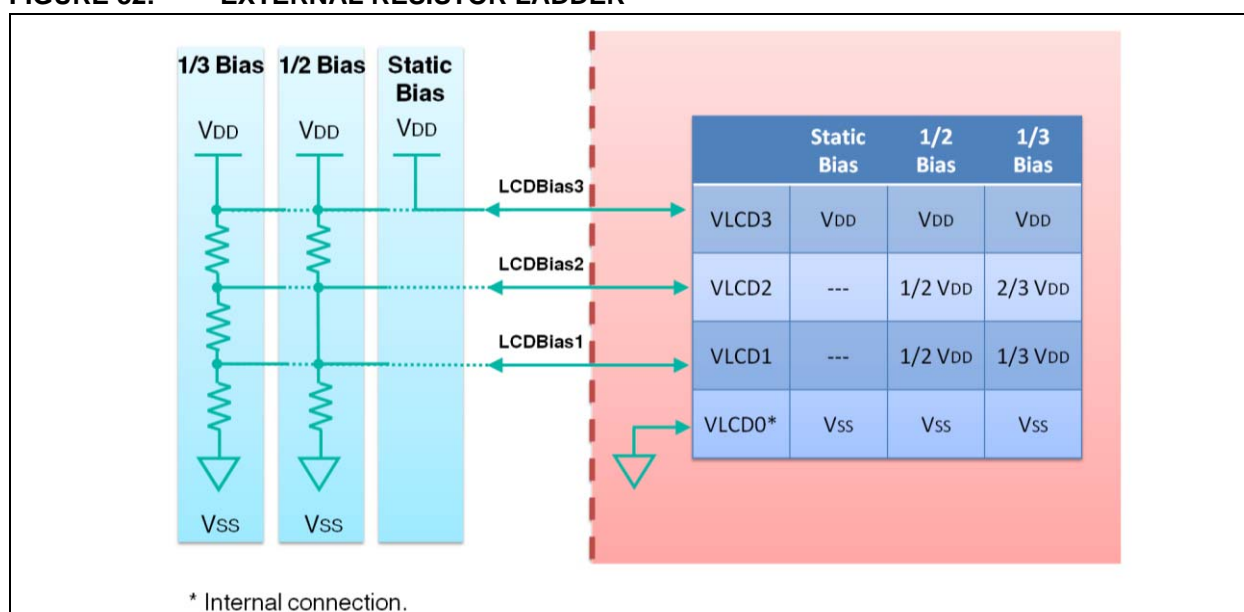 FIGURE 32: EXTERNAL RESISTOR LADDER
1/3 Bias 1/2 Bias Static Bias
VDD VDD VDD
LCDBias3
LCDBias2
LCDBias1
VSS VSS
Static Bias 1/2 Bias 1/3 Bias
VLCD3 VDD VDD VDD
VLCD2 --- 1/2 VDD 2/3 VDD
VLCD1 --- 1/2 VDD 1/3 VDD
VLCD0* VSS VSS VSS
* Internal connection.